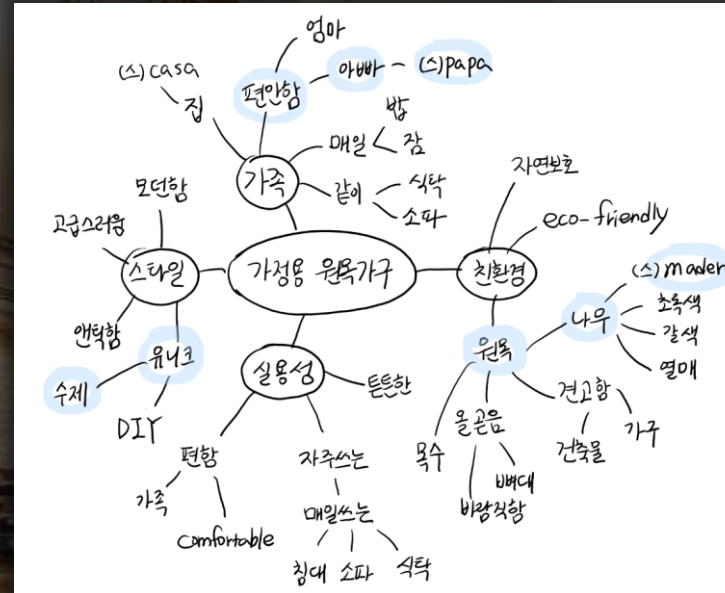 엄마
아빠 - (스)papa
(스)casa
편안함
집
밥
매일
잠
가족
같이
식탁
소파
자연보호
모던함
고급스러움
eco-friendly
스타일
가정용 원목가구
친환경
(스)mader
초록색
나무
갈색
앤틱함
유니크
원목
열매
수제
실용성
튼튼한
견고함
DIY
올곧음
가구
목수
건축물
편함
자주쓰는
뼈대
가족
바람직함
매일쓰는
comfortable
침대 소파 식탁